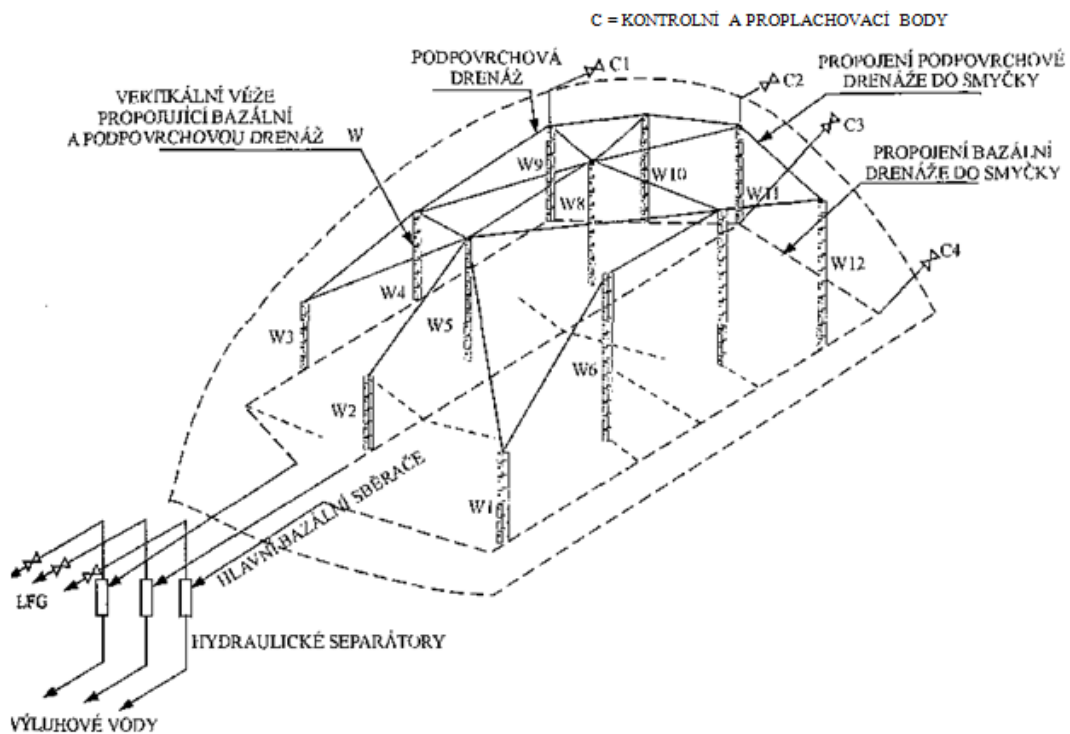 C = KONTROLNÍ A PROPLACHOVACÍ BODY
PODPOVRCHOVÁ
DRENÁŽ
C1
C2
PROPOJENÍ PODPOVRCHOVÉ
DRENÁŽE DO SMYČKY
VERTIKÁLNÍ VĚŽE
PROPOJUJÍCÍ BAZÁLNÍ
A PODPOVRCHOVOU DRENÁŽ W
C3
PROPOJENÍ BAZÁLNÍ
DRENÁŽE DO SMYČKY
W9
W10
W8
W11
C4
W12
W4
W3
W5
W6
W2
W1
HLAVNÍ BAZÁLNÍ SBĚRAČE
LFG
HYDRAULICKÉ SEPARÁTORY
VÝLUHOVÉ VODY